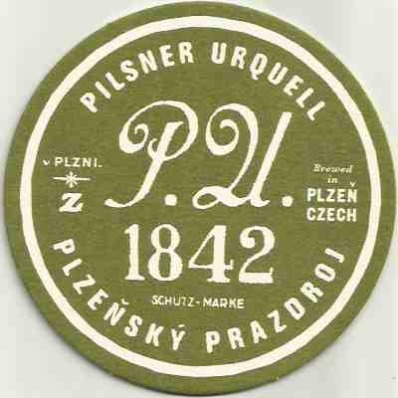 PILSNER URQUELL
P.U.
v PLZNI.
Z
Brewed
in
PLZEŇ
CZECH
1842
SCHUTZ-MARKE
PLZEŇSKÝ PRAZDROJ